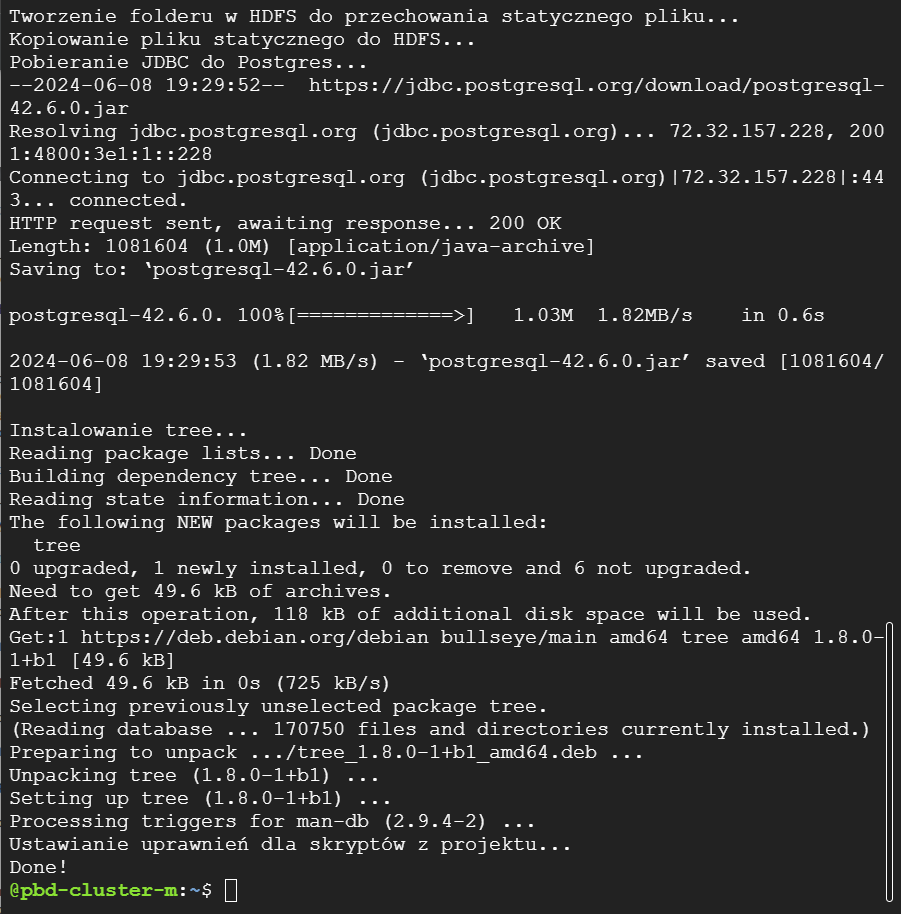 Tworzenie folderu w HDFS do przechowania statycznego pliku...
Kopiowanie pliku statycznego do HDFS...
Pobieranie JDBC do Postgres...
--2024-06-08 19:29:52--  https://jdbc.postgresql.org/download/postgresql-
42.6.0.jar
Resolving jdbc.postgresql.org (jdbc.postgresql.org)... 72.32.157.228, 200
1:4800:3e1:1::228
Connecting to jdbc.postgresql.org (jdbc.postgresql.org)|72.32.157.228|:44
3... connected.
HTTP request sent, awaiting response... 200 OK
Length: 1081604 (1.0M) [application/java-archive]
Saving to: ‘postgresql-42.6.0.jar’
postgresql-42.6.0. 100%[=============>]   1.03M  1.82MB/s    in 0.6s
2024-06-08 19:29:53 (1.82 MB/s) - ‘postgresql-42.6.0.jar’ saved [1081604/
1081604]
Instalowanie tree...
Reading package lists... Done
Building dependency tree... Done
Reading state information... Done
The following NEW packages will be installed:
  tree
0 upgraded, 1 newly installed, 0 to remove and 6 not upgraded.
Need to get 49.6 kB of archives.
After this operation, 118 kB of additional disk space will be used.
Get:1 https://deb.debian.org/debian bullseye/main amd64 tree amd64 1.8.0-
1+b1 [49.6 kB]
Fetched 49.6 kB in 0s (725 kB/s)
Selecting previously unselected package tree.
(Reading database ... 170750 files and directories currently installed.)
Preparing to unpack .../tree_1.8.0-1+b1_amd64.deb ...
Unpacking tree (1.8.0-1+b1) ...
Setting up tree (1.8.0-1+b1) ...
Processing triggers for man-db (2.9.4-2) ...
Ustawianie uprawnień dla skryptów z projektu...
Done!
@pbd-cluster-m:~$